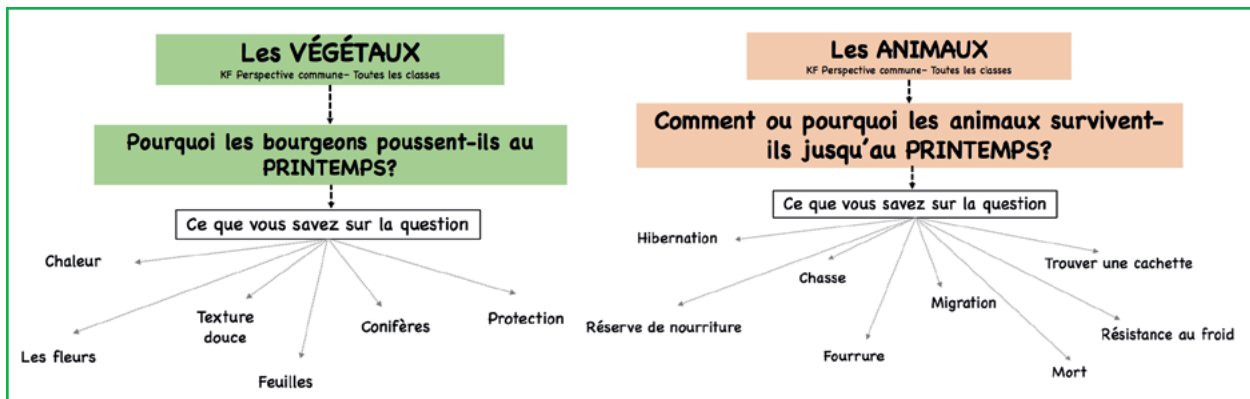 Les VÉGÉTAUX
KF Perspective commune- Toutes les classes
Pourquoi les bourgeons poussent-ils au
PRINTEMPS?
Ce que vous savez sur la question
Chaleur
Les fleurs
Texture
douce
Feuilles
Conifères
Protection
Les ANIMAUX
KF Perspective commune- Toutes les classes
Comment ou pourquoi les animaux survivent-
ils jusqu'au PRINTEMPS?
Ce que vous savez sur la question
Hibernation
Réserve de nourriture
Chasse
Fourrure
Migration
Mort
Résistance au froid
Trouver une cachette